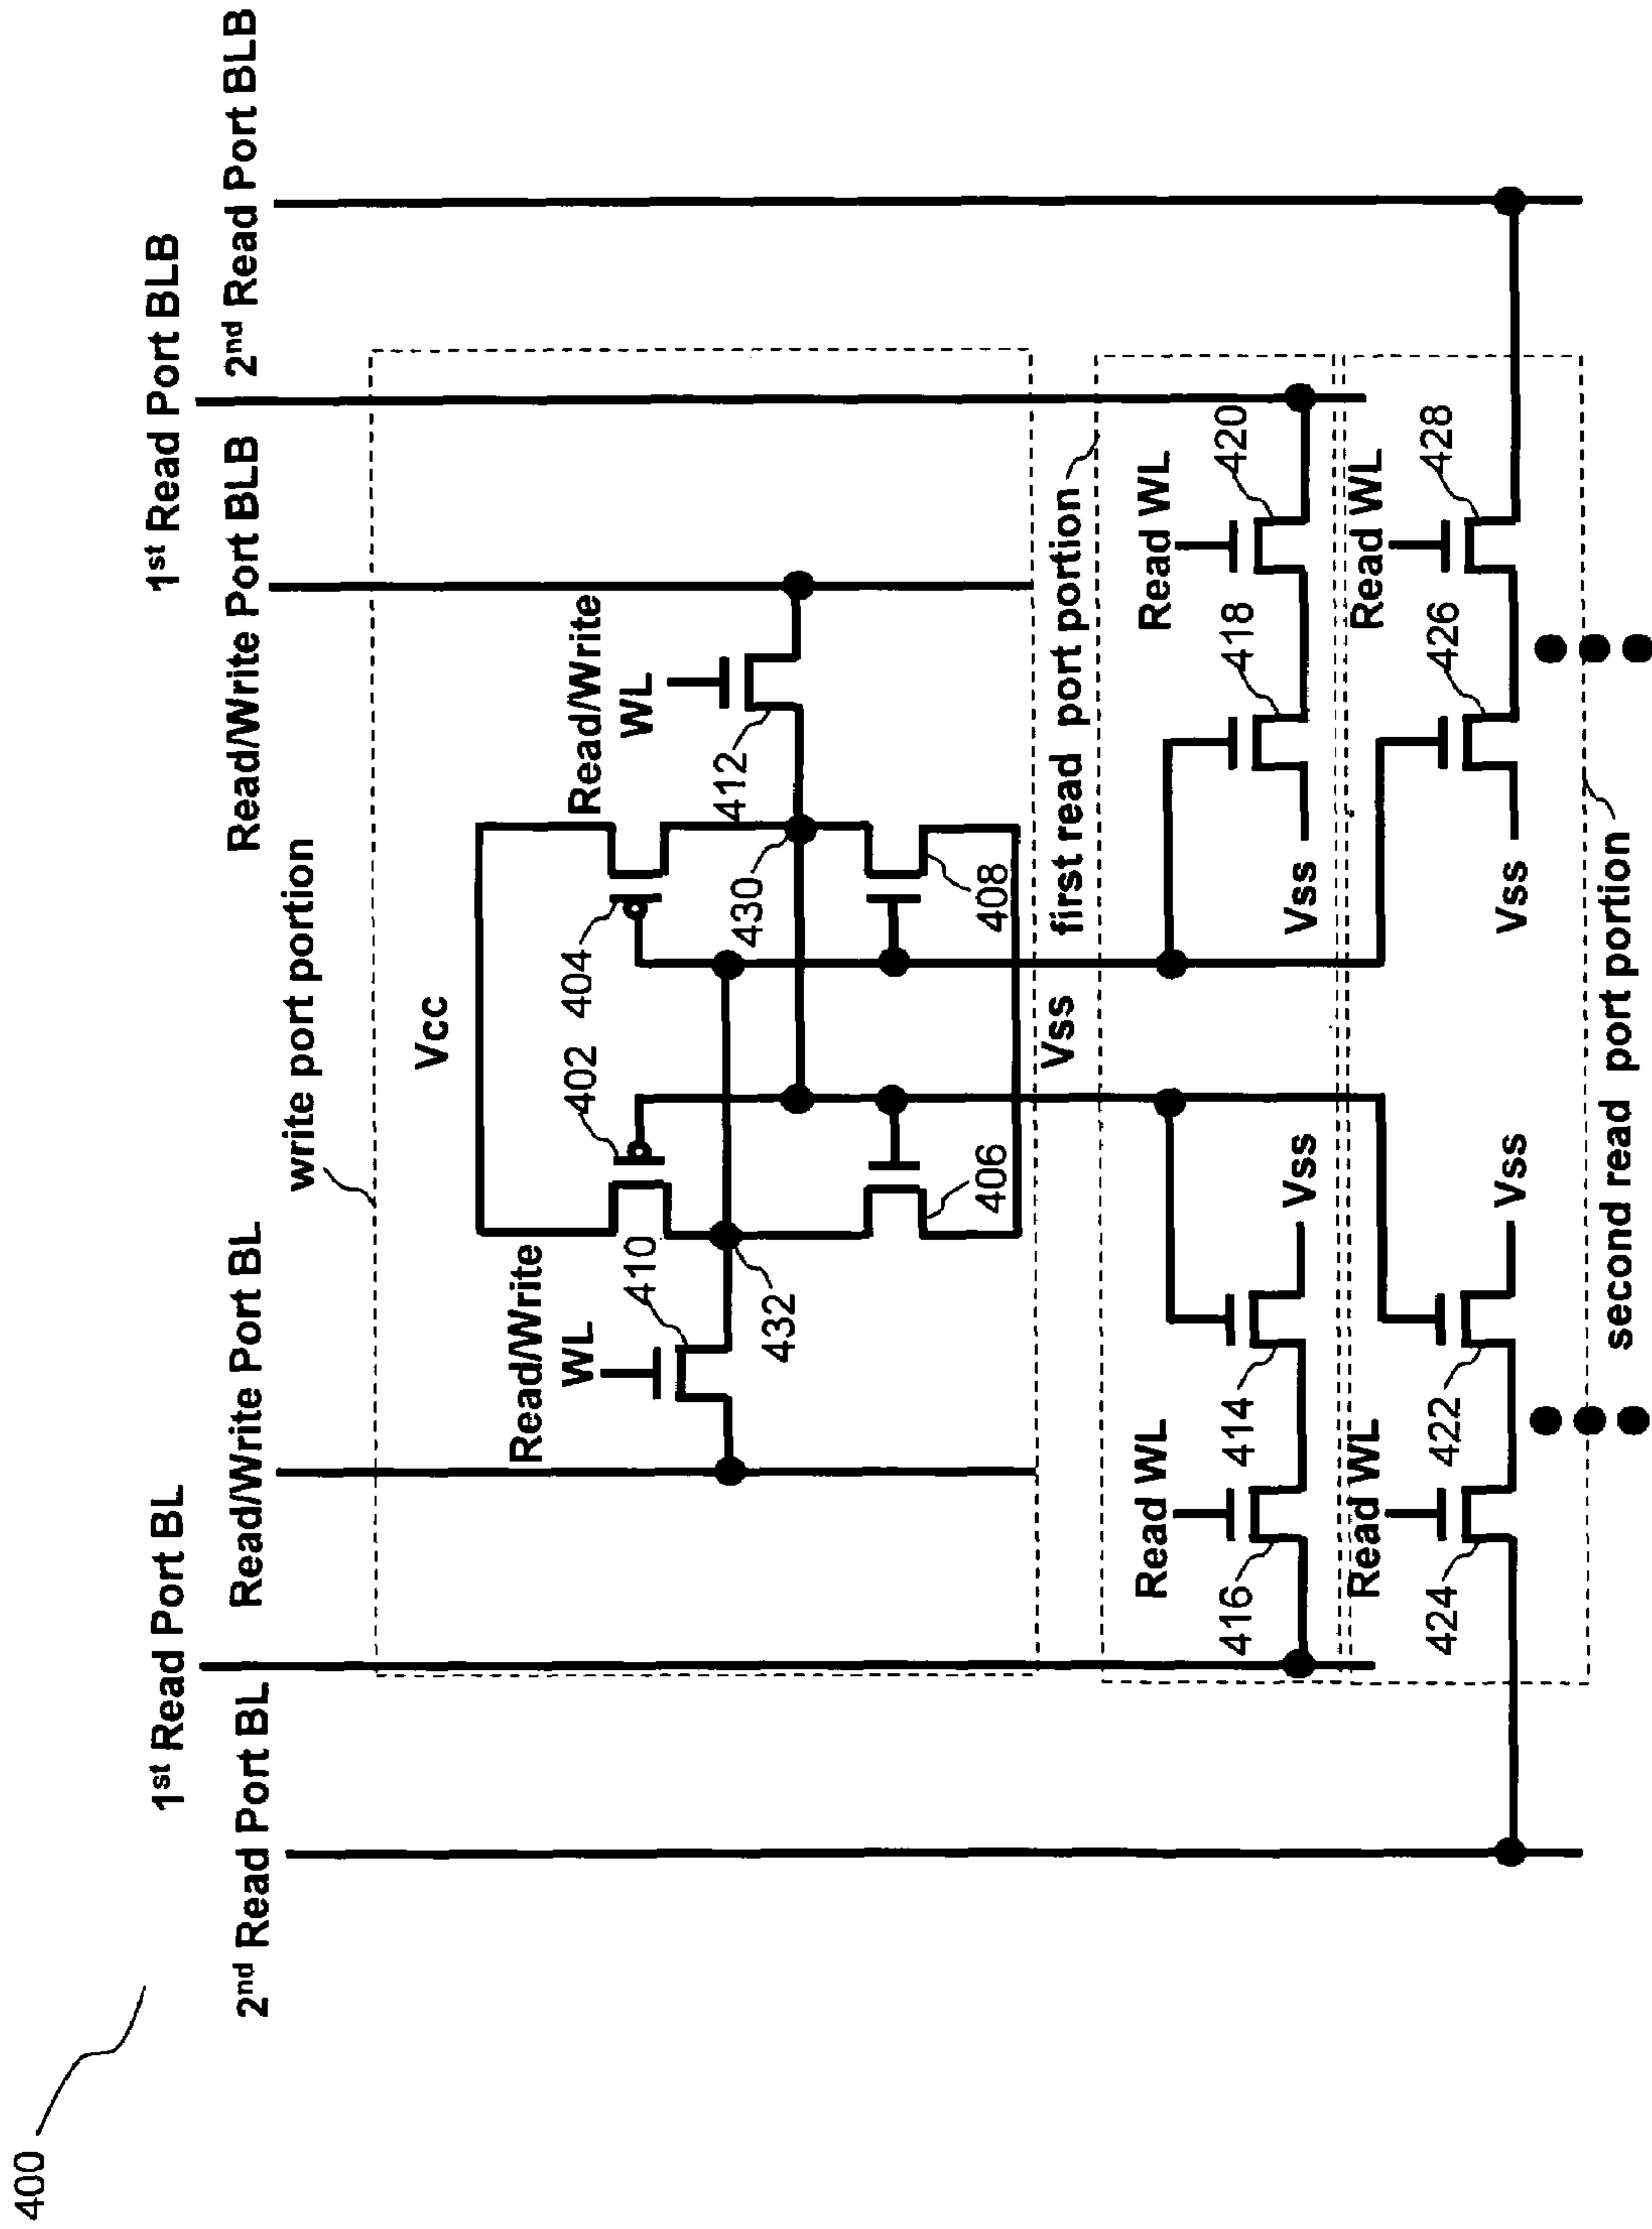 400
1st Read Port BL
1st Read Port BLB
2nd Read Port BL
Read/Write Port BL
Read/Write Port BLB
2nd Read Port BLB
write port portion
Vcc
Read/Write
WL
410
432
402
404
430
412
Read/Write
WL
406
408
Vss
first read port portion
Read WL
416
414
Vss
Vss
418
Read WL
420
Read WL
424
422
Vss
Vss
426
Read WL
428
second read port portion